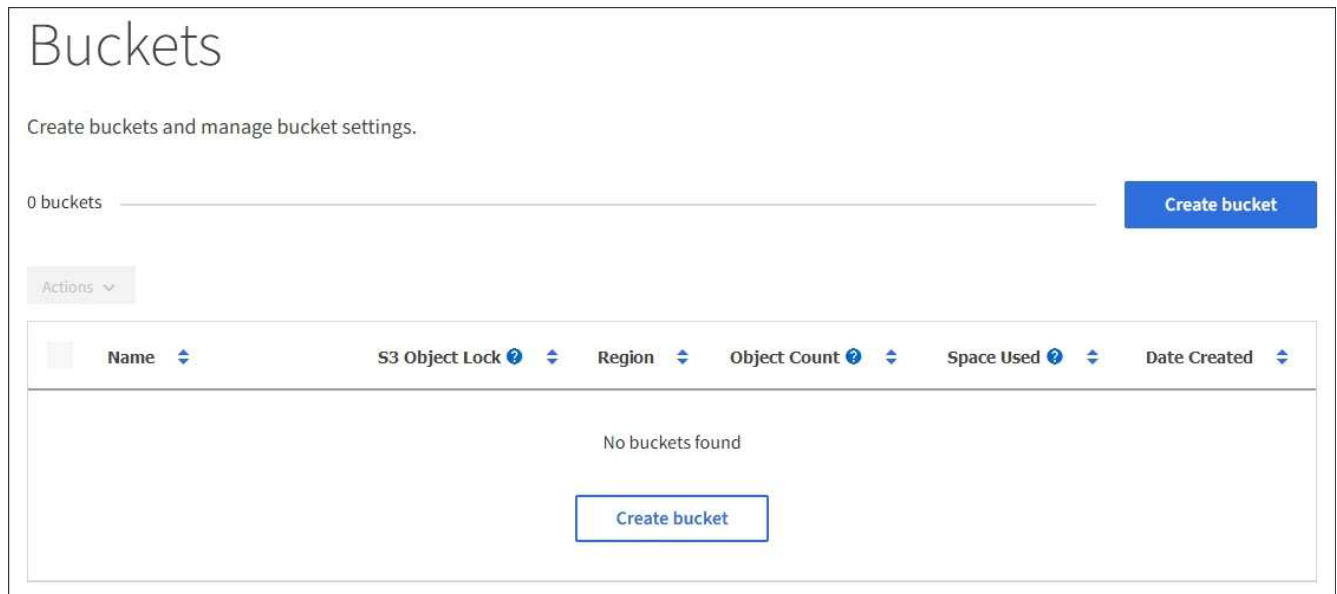 Buckets
Create buckets and manage bucket settings.
0 buckets
Create bucket
Actions
Name S3 Object Lock ? Region Object Count ? Space Used ? Date Created
No buckets found
Create bucket